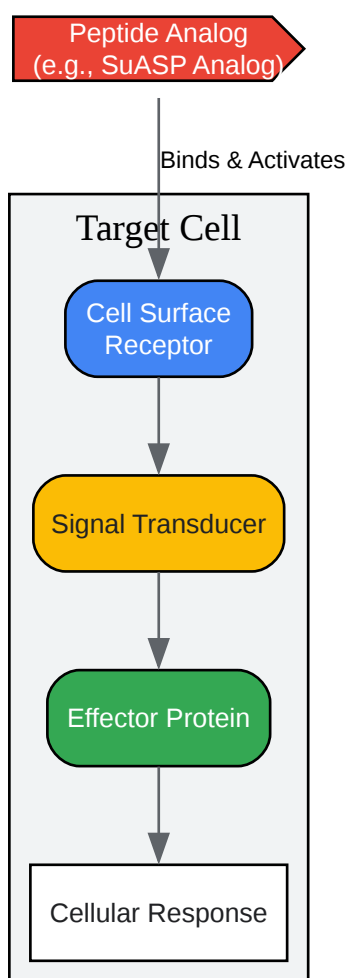 Peptide Analog
(e.g., SuASP Analog)
Binds & Activates
Target Cell
Cell Surface
Receptor
Signal Transducer
Effector Protein
Cellular Response